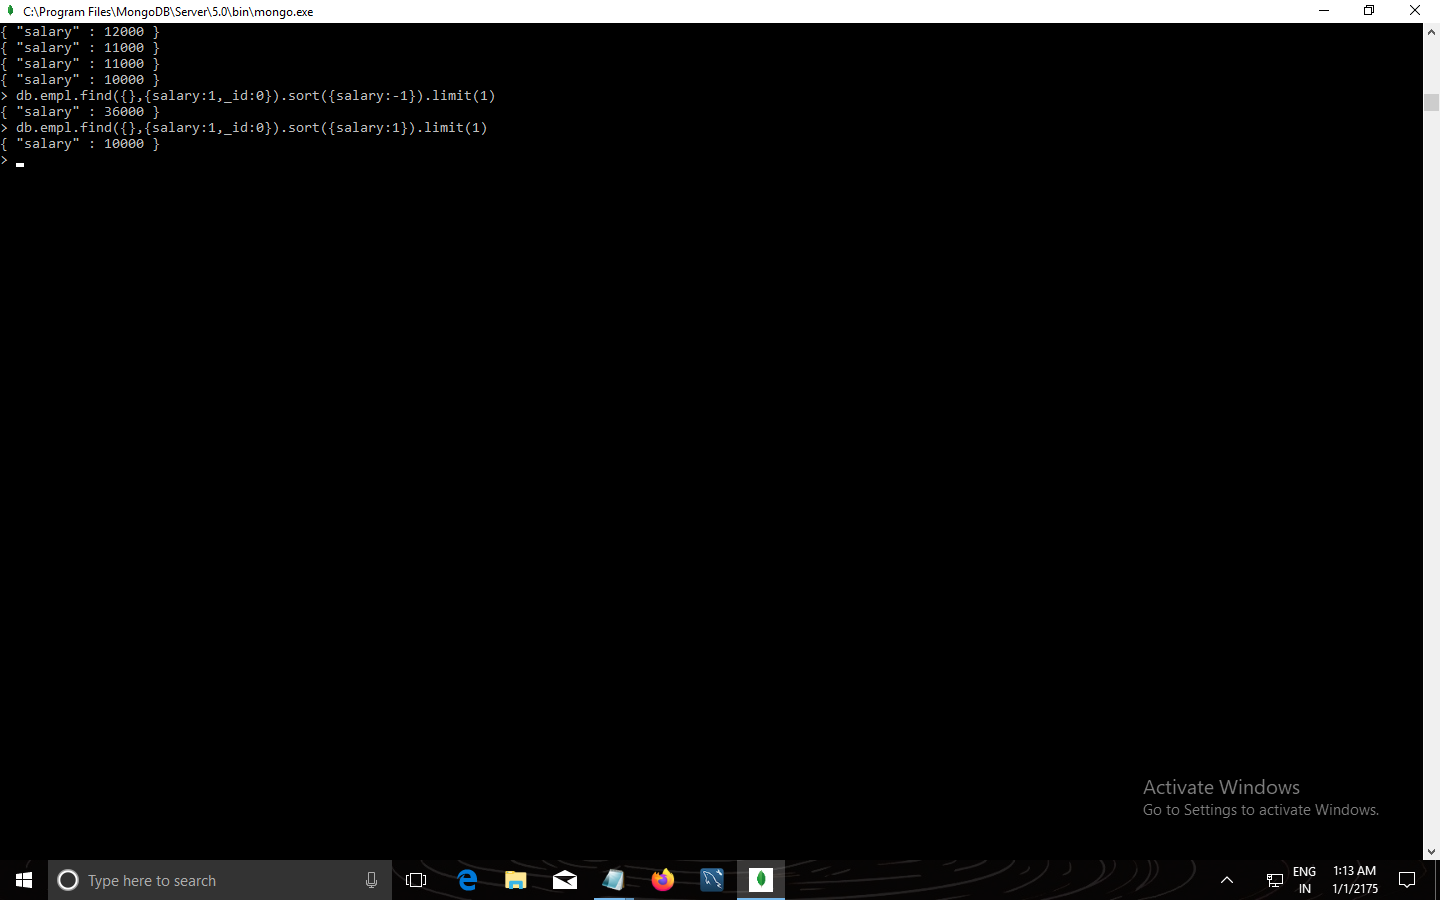 C:\Program Files\MongoDB\Server\5.0\bin\mongo.exe
{ "salary" : 12000 }
{ "salary" : 11000 }
{ "salary" : 11000 }
{ "salary" : 10000 }
> db.empl.find({},{salary:1,_id:0}).sort({salary:-1}).limit(1)
{ "salary" : 36000 }
> db.empl.find({},{salary:1,_id:0}).sort({salary:1}).limit(1)
{ "salary" : 10000 }
>
Activate Windows
Go to Settings to activate Windows.
Type here to search
ENG
IN
1:13 AM
1/1/2175